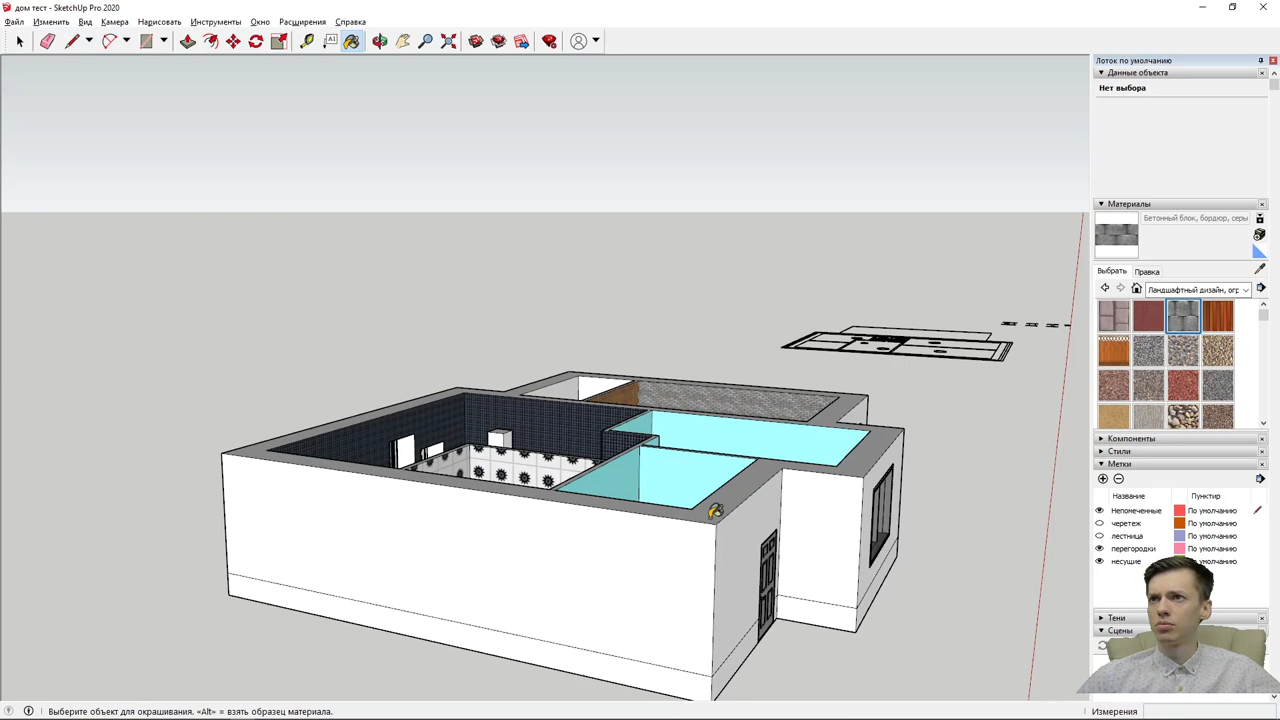 дом тест - SketchUp Pro 2020
Файл Изменить Вид Камера Нарисовать Инструменты Окно Расширения Справка
Лоток по умолчанию
Данные объекта
Нет выбора
Материалы
Бетонный блок, бордюр, серы
Выбрать Правка
Ландшафтный дизайн, огр
Компоненты
Стили
Метки
Название Пунктир
Непомеченные По умолчанию
черетеж По умолчанию
лестница По умолчанию
перегородки По умолчанию
несущие По умолчанию
Тени
Сцены
Выберите объект для окрашивания. «Alt» = взять образец материала.
Измерения